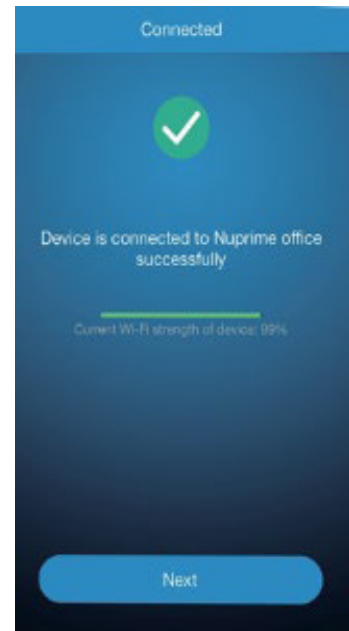 Connected
Device is connected to Nuprime office
successfully
Current Wi-Fi strength of device: 99%
Next